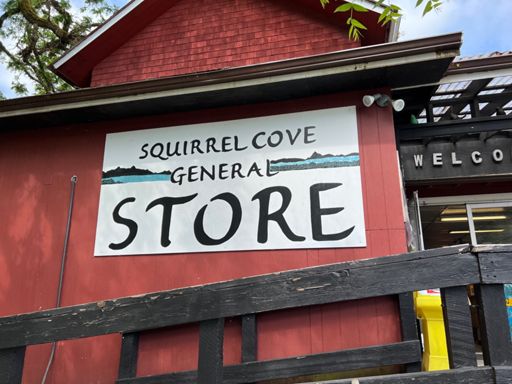 SQUIRREL COVE
GENERAL
STORE
WELCO